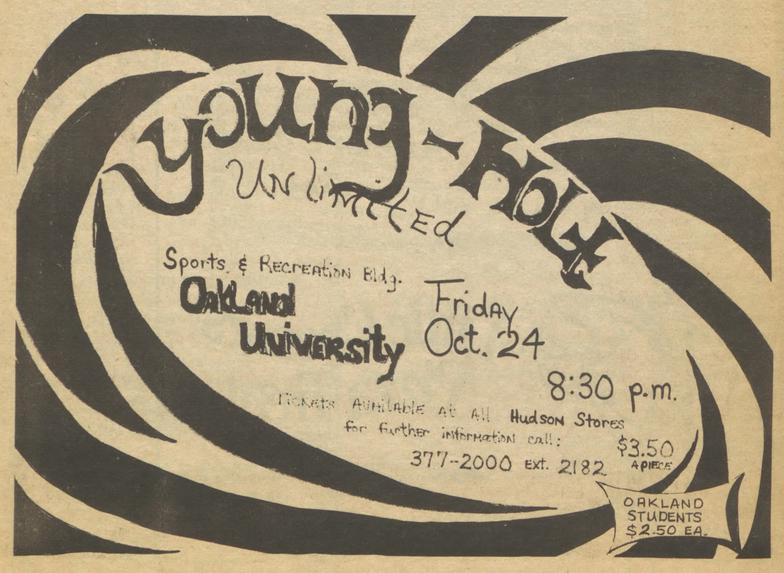 Young-Holt
Unlimited
Sports & Recreation Bldg.
Oakland
University
Friday
Oct. 24
8:30 p.m.
Tickets Available at all Hudson Stores
for further information call:
377-2000 Ext. 2182
$3.50
APIECE
OAKLAND
STUDENTS
$2.50 EA.